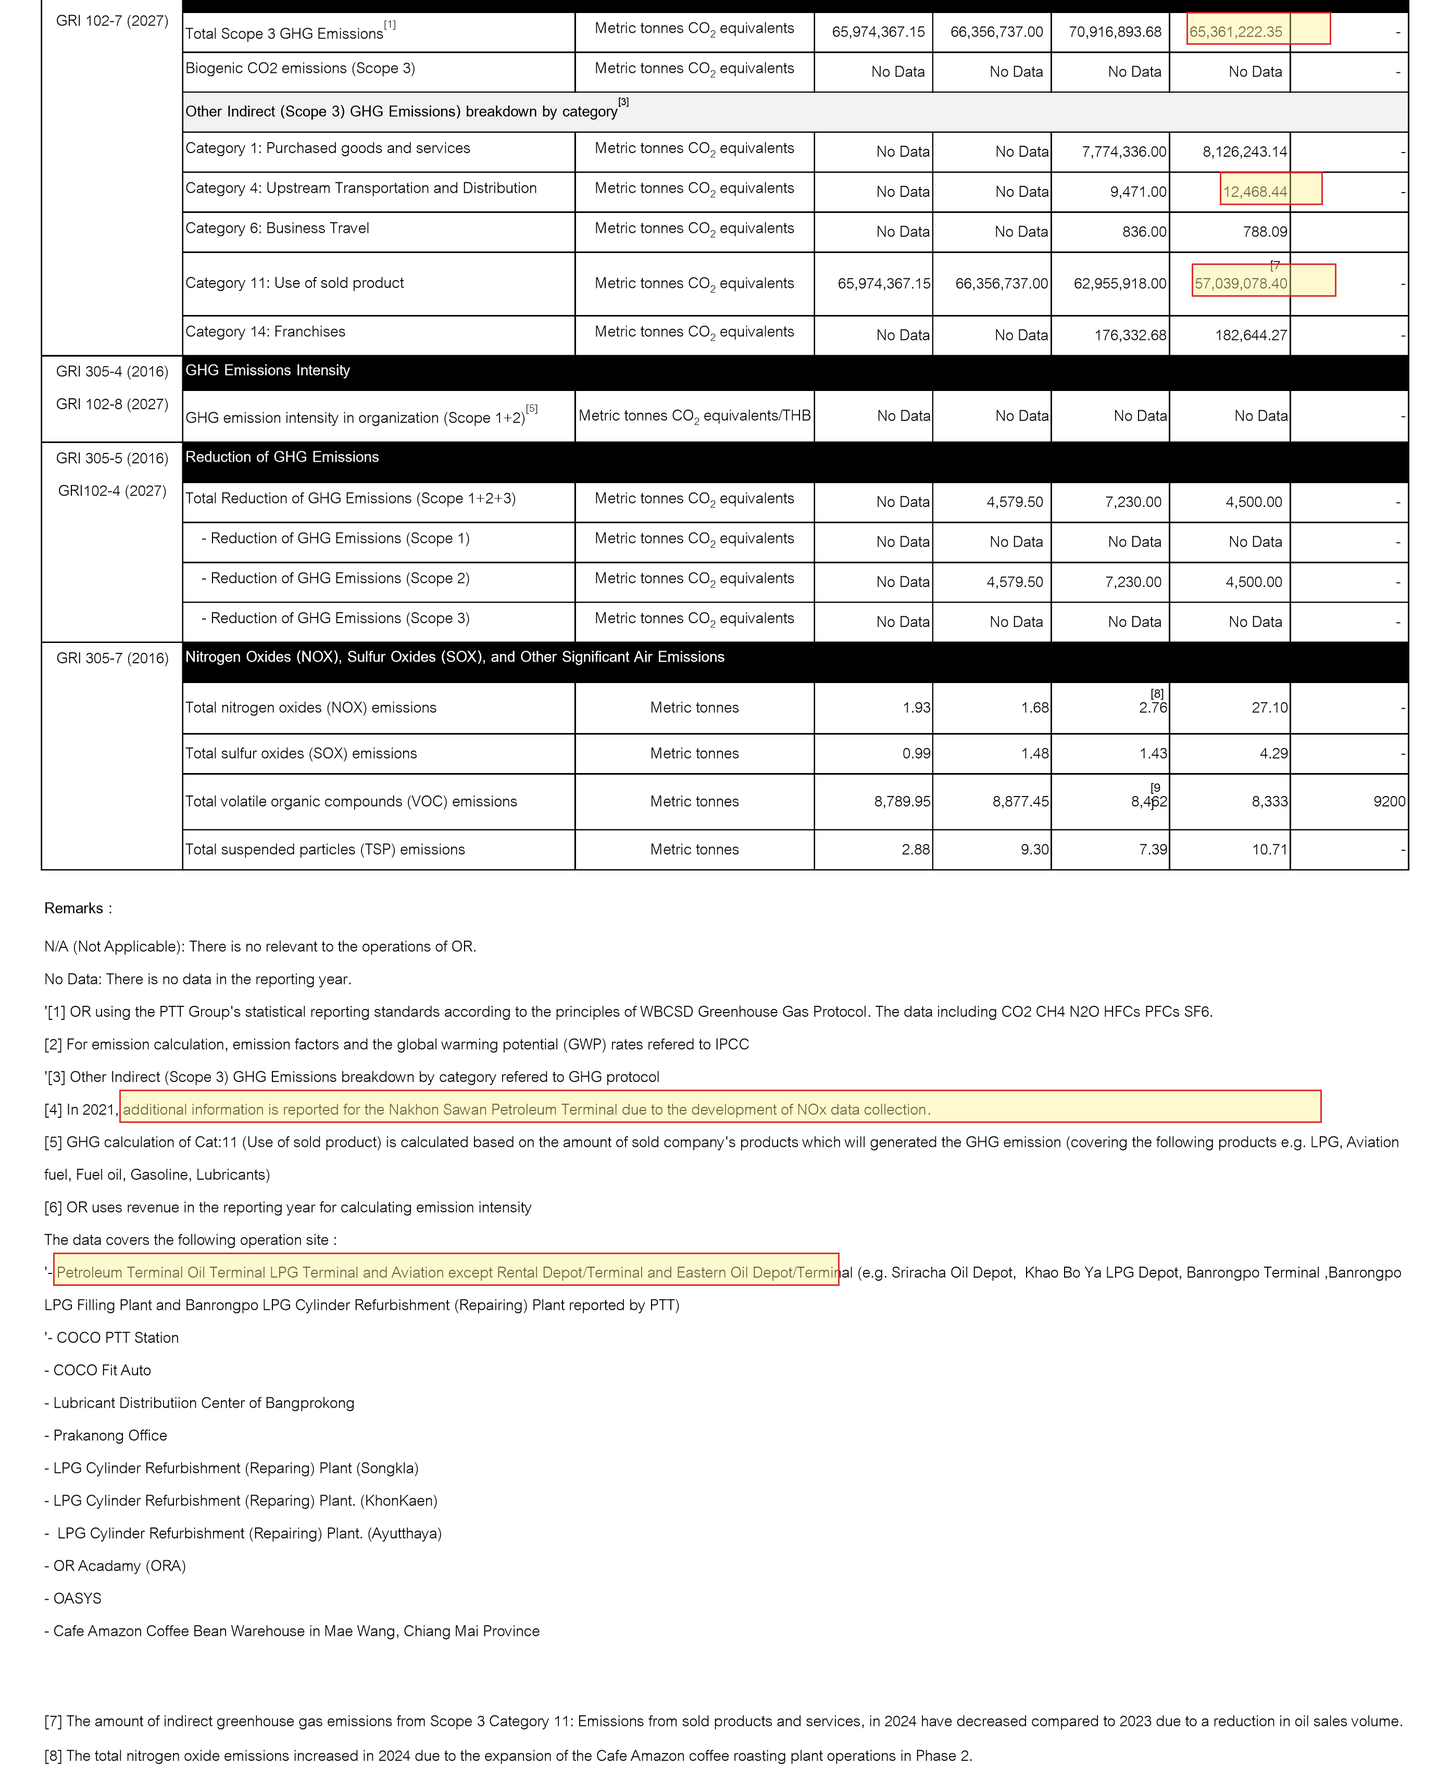 GRI 102-7 (2027)
Total Scope 3 GHG Emissions[1] Metric tonnes CO2 equivalents 65,974,367.15 66,356,737.00 70,916,893.68 65,361,222.35 -
Biogenic CO2 emissions (Scope 3) Metric tonnes CO2 equivalents No Data No Data No Data No Data -
Other Indirect (Scope 3) GHG Emissions) breakdown by category[3]
Category 1: Purchased goods and services Metric tonnes CO2 equivalents No Data No Data 7,774,336.00 8,126,243.14 -
Category 4: Upstream Transportation and Distribution Metric tonnes CO2 equivalents No Data No Data 9,471.00 12,468.44 -
Category 6: Business Travel Metric tonnes CO2 equivalents No Data No Data 836.00 788.09
[7
Category 11: Use of sold product Metric tonnes CO2 equivalents 65,974,367.15 66,356,737.00 62,955,918.00 57,039,078.40 -
Category 14: Franchises Metric tonnes CO2 equivalents No Data No Data 176,332.68 182,644.27 -
GRI 305-4 (2016) GHG Emissions Intensity
GRI 102-8 (2027)
GHG emission intensity in organization (Scope 1+2)[5] Metric tonnes CO2 equivalents/THB No Data No Data No Data No Data -
GRI 305-5 (2016) Reduction of GHG Emissions
GRI102-4 (2027)
Total Reduction of GHG Emissions (Scope 1+2+3) Metric tonnes CO2 equivalents No Data 4,579.50 7,230.00 4,500.00 -
- Reduction of GHG Emissions (Scope 1) Metric tonnes CO2 equivalents No Data No Data No Data No Data -
- Reduction of GHG Emissions (Scope 2) Metric tonnes CO2 equivalents No Data 4,579.50 7,230.00 4,500.00 -
- Reduction of GHG Emissions (Scope 3) Metric tonnes CO2 equivalents No Data No Data No Data No Data -
GRI 305-7 (2016) Nitrogen Oxides (NOX), Sulfur Oxides (SOX), and Other Significant Air Emissions
[8]
Total nitrogen oxides (NOX) emissions Metric tonnes 1.93 1.68 2.76 27.10 -
Total sulfur oxides (SOX) emissions Metric tonnes 0.99 1.48 1.43 4.29 -
[9
Total volatile organic compounds (VOC) emissions Metric tonnes 8,789.95 8,877.45 8,462 8,333 9200
]
Total suspended particles (TSP) emissions Metric tonnes 2.88 9.30 7.39 10.71 -
Remarks :
N/A (Not Applicable): There is no relevant to the operations of OR.
No Data: There is no data in the reporting year.
'[1] OR using the PTT Group's statistical reporting standards according to the principles of WBCSD Greenhouse Gas Protocol. The data including CO2 CH4 N2O HFCs PFCs SF6.
[2] For emission calculation, emission factors and the global warming potential (GWP) rates refered to IPCC
'[3] Other Indirect (Scope 3) GHG Emissions breakdown by category refered to GHG protocol
[4] In 2021, additional information is reported for the Nakhon Sawan Petroleum Terminal due to the development of NOx data collection.
[5] GHG calculation of Cat:11 (Use of sold product) is calculated based on the amount of sold company's products which will generated the GHG emission (covering the following products e.g. LPG, Aviation
fuel, Fuel oil, Gasoline, Lubricants)
[6] OR uses revenue in the reporting year for calculating emission intensity
The data covers the following operation site :
'- Petroleum Terminal Oil Terminal LPG Terminal and Aviation except Rental Depot/Terminal and Eastern Oil Depot/Terminal (e.g. Sriracha Oil Depot, Khao Bo Ya LPG Depot, Banrongpo Terminal ,Banrongpo
LPG Filling Plant and Banrongpo LPG Cylinder Refurbishment (Repairing) Plant reported by PTT)
'- COCO PTT Station
- COCO Fit Auto
- Lubricant Distributiion Center of Bangprokong
- Prakanong Office
- LPG Cylinder Refurbishment (Reparing) Plant (Songkla)
- LPG Cylinder Refurbishment (Reparing) Plant. (KhonKaen)
- LPG Cylinder Refurbishment (Repairing) Plant. (Ayutthaya)
- OR Acadamy (ORA)
- OASYS
- Cafe Amazon Coffee Bean Warehouse in Mae Wang, Chiang Mai Province
[7] The amount of indirect greenhouse gas emissions from Scope 3 Category 11: Emissions from sold products and services, in 2024 have decreased compared to 2023 due to a reduction in oil sales volume.
[8] The total nitrogen oxide emissions increased in 2024 due to the expansion of the Cafe Amazon coffee roasting plant operations in Phase 2.